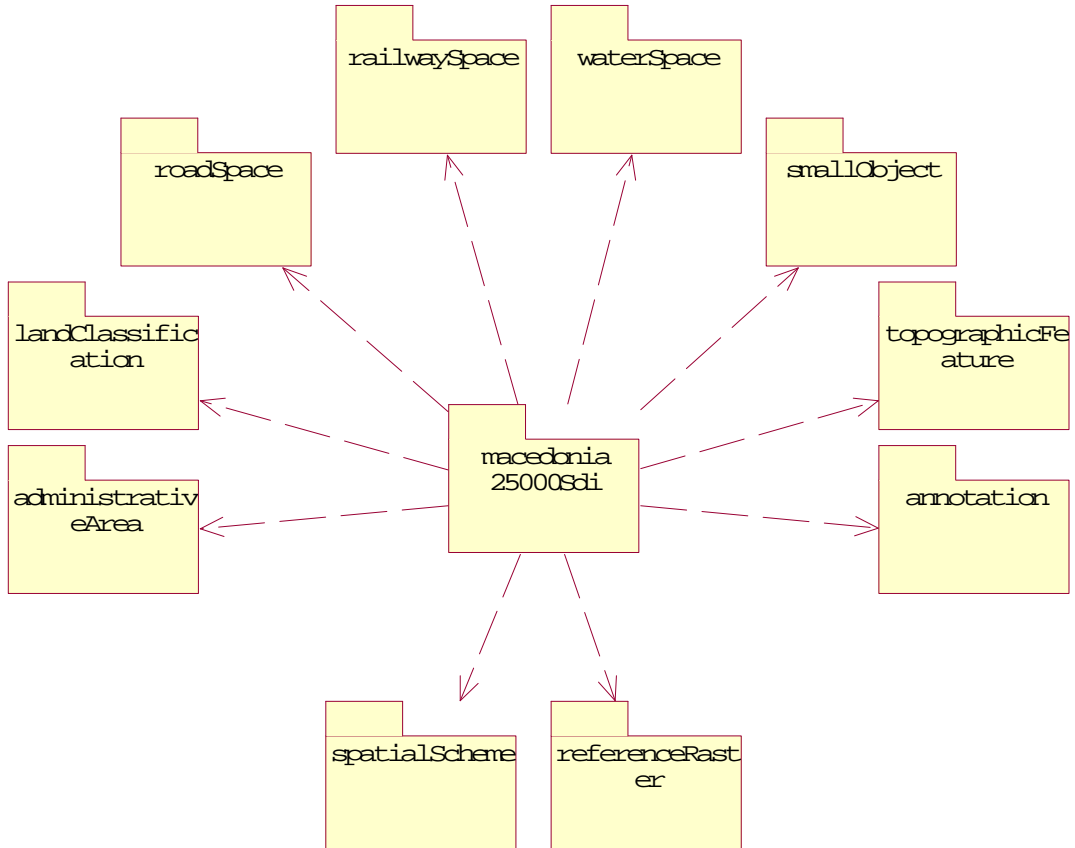 railwaySpace
waterSpace
roadSpace
smallObject
landClassific
ation
topographicFe
ature
macedonia
25000Sdi
administrativ
eArea
annotation
spatialScheme
referenceRast
er